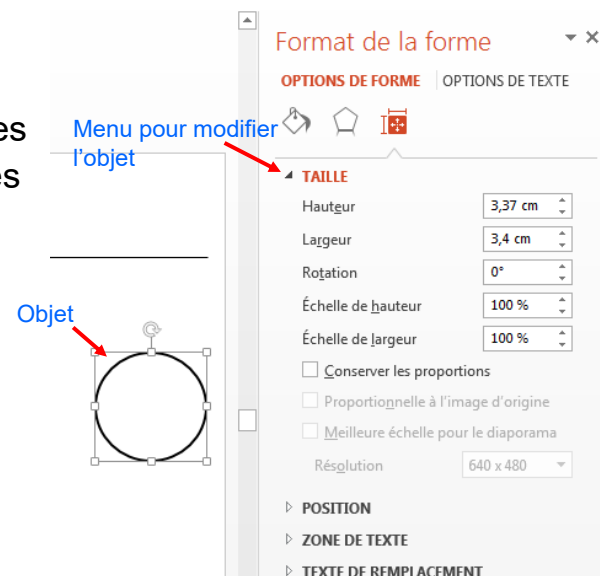 Format de la forme
OPTIONS DE FORME OPTIONS DE TEXTE
Menu pour modifier
l'objet
TAILLE
Hauteur 3,37 cm
Largeur 3,4 cm
Rotation 0°
Objet
Échelle de hauteur 100 %
Échelle de largeur 100 %
Conserver les proportions
Proportionnelle à l'image d'origine
Meilleure échelle pour le diaporama
Résolution 640 x 480
POSITION
ZONE DE TEXTE
TEXTE DE REMPLACEMENT